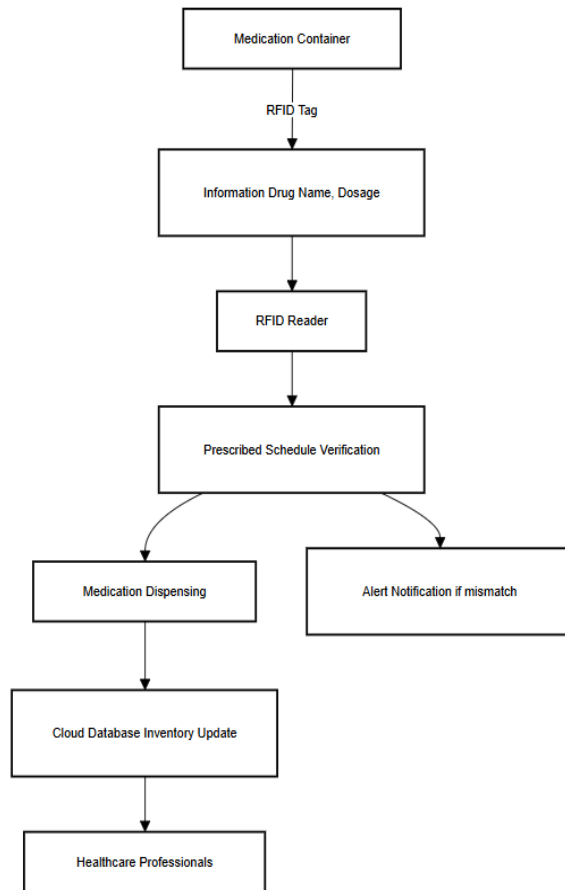 Medication Container
RFID Tag
Information Drug Name, Dosage
RFID Reader
Prescribed Schedule Verification
Medication Dispensing
Alert Notification if mismatch
Cloud Database Inventory Update
Healthcare Professionals